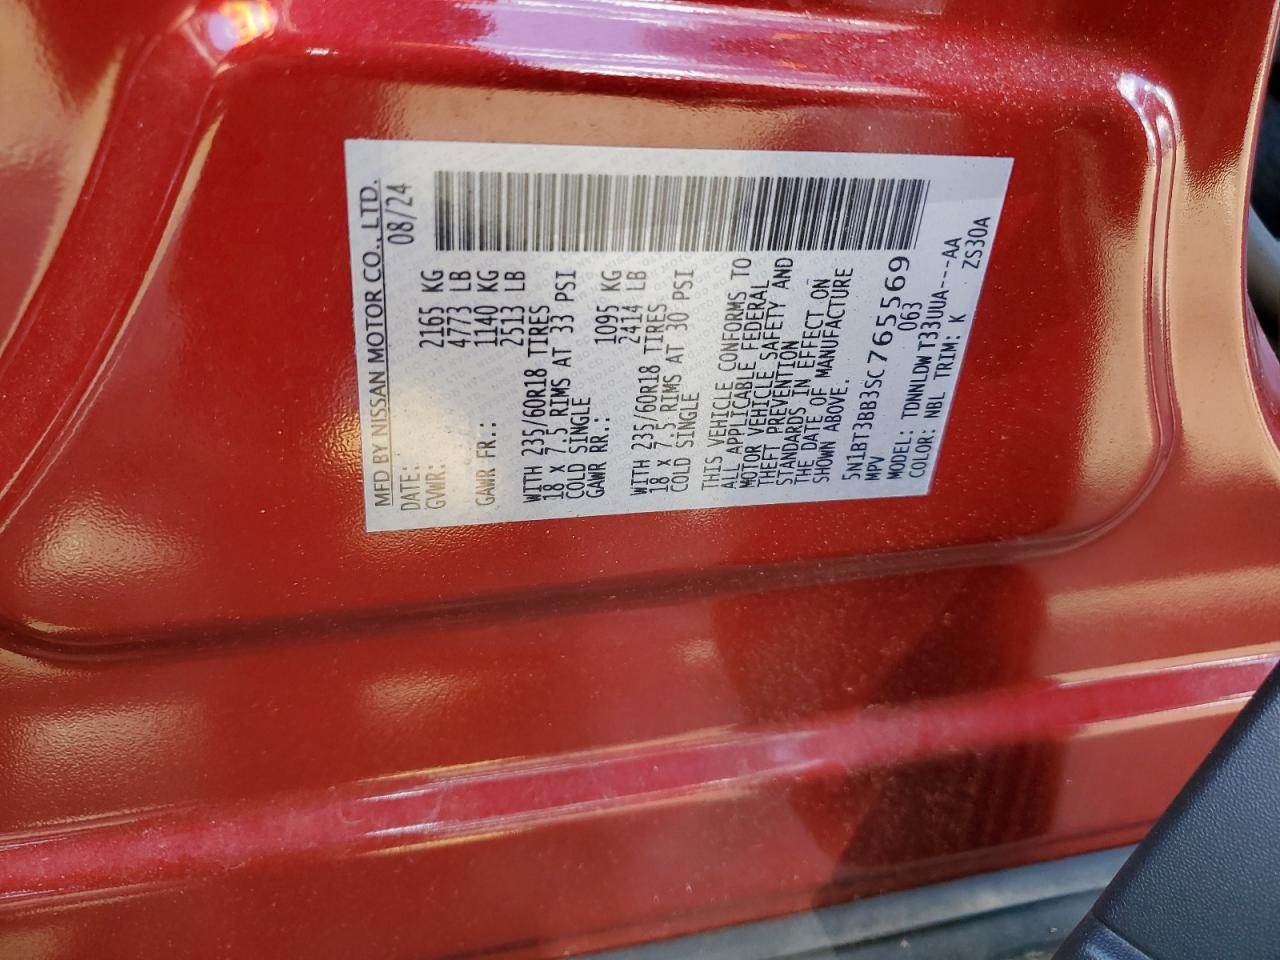 MFD BY NISSAN MOTOR CO., LTD.
DATE: 08/24
GVWR: 2165 KG
4773 LB
GAWR FR.: 1140 KG
2513 LB
WITH 235/60R18 TIRES
18 X 7.5 RIMS AT 33 PSI
COLD SINGLE
GAWR RR.: 1095 KG
2414 LB
WITH 235/60R18 TIRES
18 X 7.5 RIMS AT 30 PSI
COLD SINGLE
THIS VEHICLE CONFORMS TO
ALL APPLICABLE FEDERAL
MOTOR VEHICLE SAFETY AND
THEFT PREVENTION
STANDARDS IN EFFECT ON
THE DATE OF MANUFACTURE
SHOWN ABOVE.
5N1BT3BB3SC765569
MPV 063
MODEL: TDNNLDW T33UUA---AA
COLOR: NBL TRIM: K ZS30A